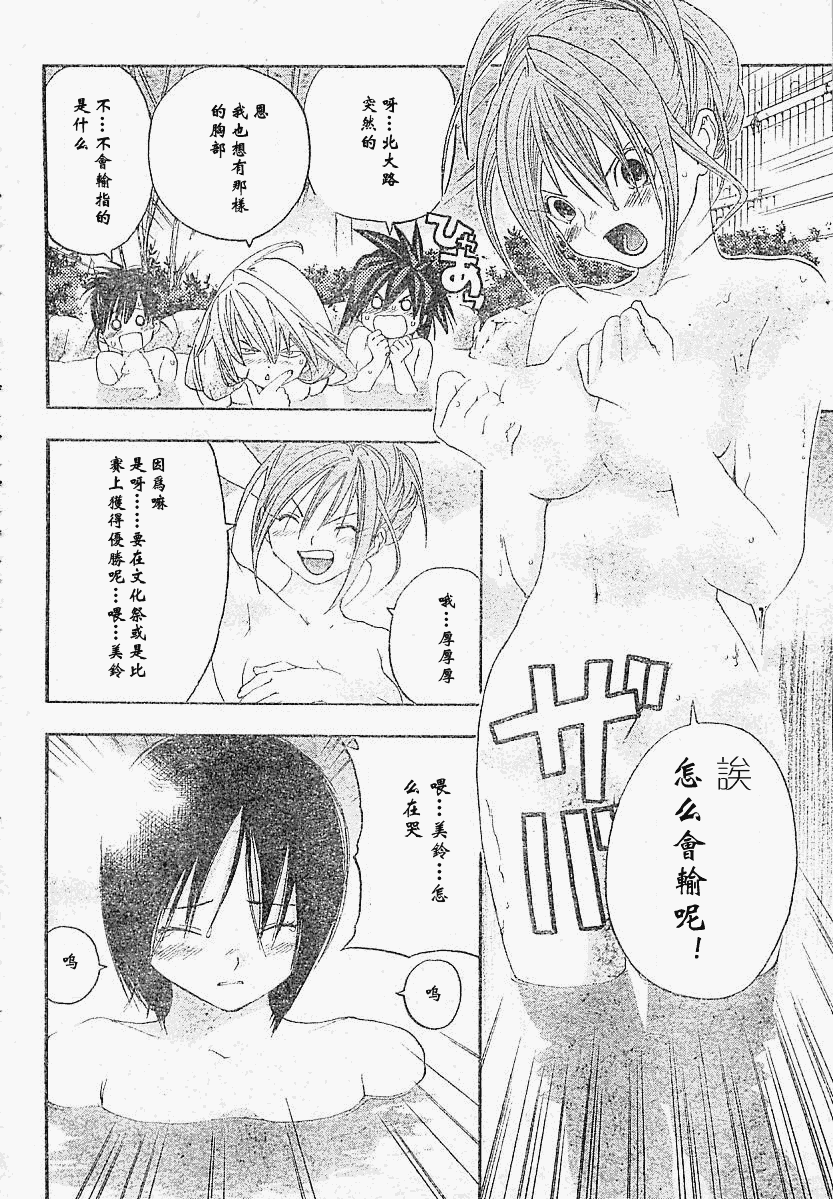 誒
怎么會輸呢！
ザバ
呀…北大路
突然的
ひゃあ
恩
我也想有那樣
的胸部
不…不會輸指的
是什么
哦…厚厚厚
因爲嘛
是呀……要在文化祭或是比
賽上獲得優勝呢…喂…美鈴
喂…美鈴…怎
么在哭
嗚
嗚